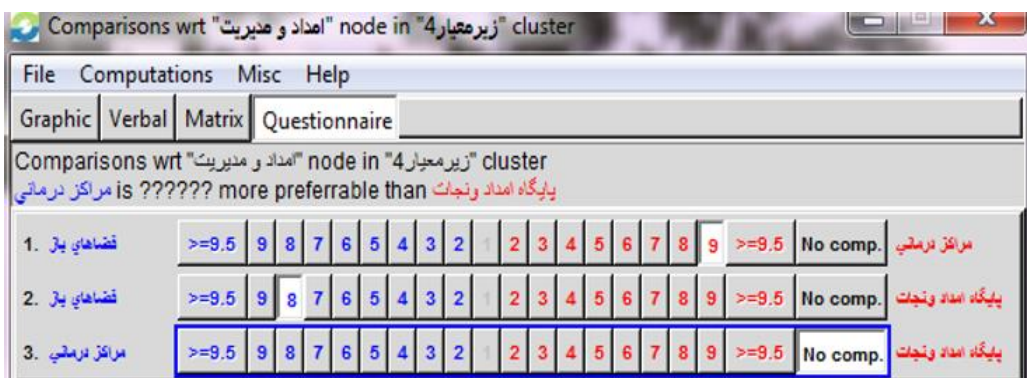 Comparisons wrt "امداد و مدیریت" node in "زیرمعیار4" cluster
File Computations Misc Help
Graphic Verbal Matrix Questionnaire
Comparisons wrt "امداد و مدیریت" node in "زیرمعیار4" cluster
مراکز درمانی is ?????? more preferrable than پایگاه امداد ونجات
1. فضاهای باز >=9.5 9 8 7 6 5 4 3 2 1 2 3 4 5 6 7 8 9 >=9.5 No comp. مراکز درمانی
2. فضاهای باز >=9.5 9 8 7 6 5 4 3 2 1 2 3 4 5 6 7 8 9 >=9.5 No comp. پایگاه امداد ونجات
3. مراکز درمانی >=9.5 9 8 7 6 5 4 3 2 1 2 3 4 5 6 7 8 9 >=9.5 No comp. پایگاه امداد ونجات